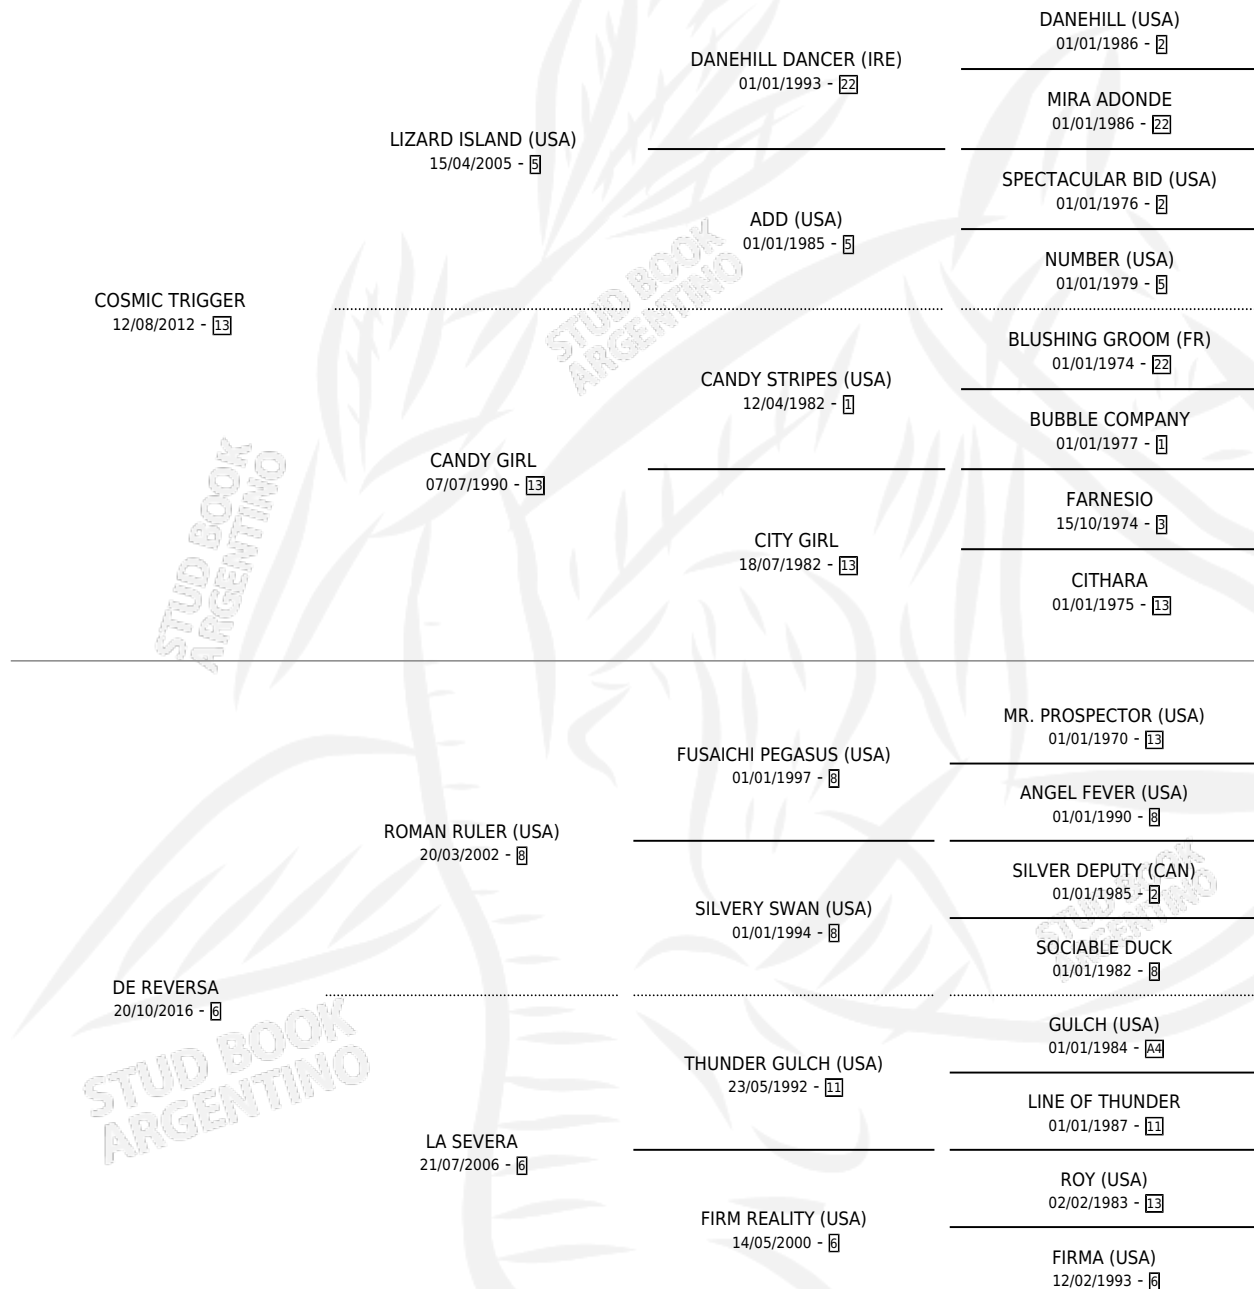 DANEHILL (USA)
01/01/1986 - 2
DANEHILL DANCER (IRE)
01/01/1993 - 22
MIRA ADONDE
01/01/1986 - 22
LIZARD ISLAND (USA)
15/04/2005 - 5
SPECTACULAR BID (USA)
01/01/1976 - 2
ADD (USA)
01/01/1985 - 5
NUMBER (USA)
01/01/1979 - 5
COSMIC TRIGGER
12/08/2012 - 13
STUD BOOK
ARGENTINO
BLUSHING GROOM (FR)
01/01/1974 - 22
CANDY STRIPES (USA)
12/04/1982 - 1
BUBBLE COMPANY
01/01/1977 - 1
CANDY GIRL
07/07/1990 - 13
FARNESIO
15/10/1974 - 3
CITY GIRL
18/07/1982 - 13
CITHARA
01/01/1975 - 13
STUD BOOK
ARGENTINO
MR. PROSPECTOR (USA)
01/01/1970 - 13
FUSAICHI PEGASUS (USA)
01/01/1997 - 8
ANGEL FEVER (USA)
01/01/1990 - 8
ROMAN RULER (USA)
20/03/2002 - 8
SILVER DEPUTY (CAN)
01/01/1985 - 2
SILVERY SWAN (USA)
01/01/1994 - 8
SOCIABLE DUCK
01/01/1982 - 8
STUD BOOK
ARGENTINO
DE REVERSA
20/10/2016 - 6
STUD BOOK
ARGENTINO
GULCH (USA)
01/01/1984 - A4
THUNDER GULCH (USA)
23/05/1992 - 11
LINE OF THUNDER
01/01/1987 - 11
LA SEVERA
21/07/2006 - 6
ROY (USA)
02/02/1983 - 13
FIRM REALITY (USA)
14/05/2000 - 6
FIRMA (USA)
12/02/1993 - 6